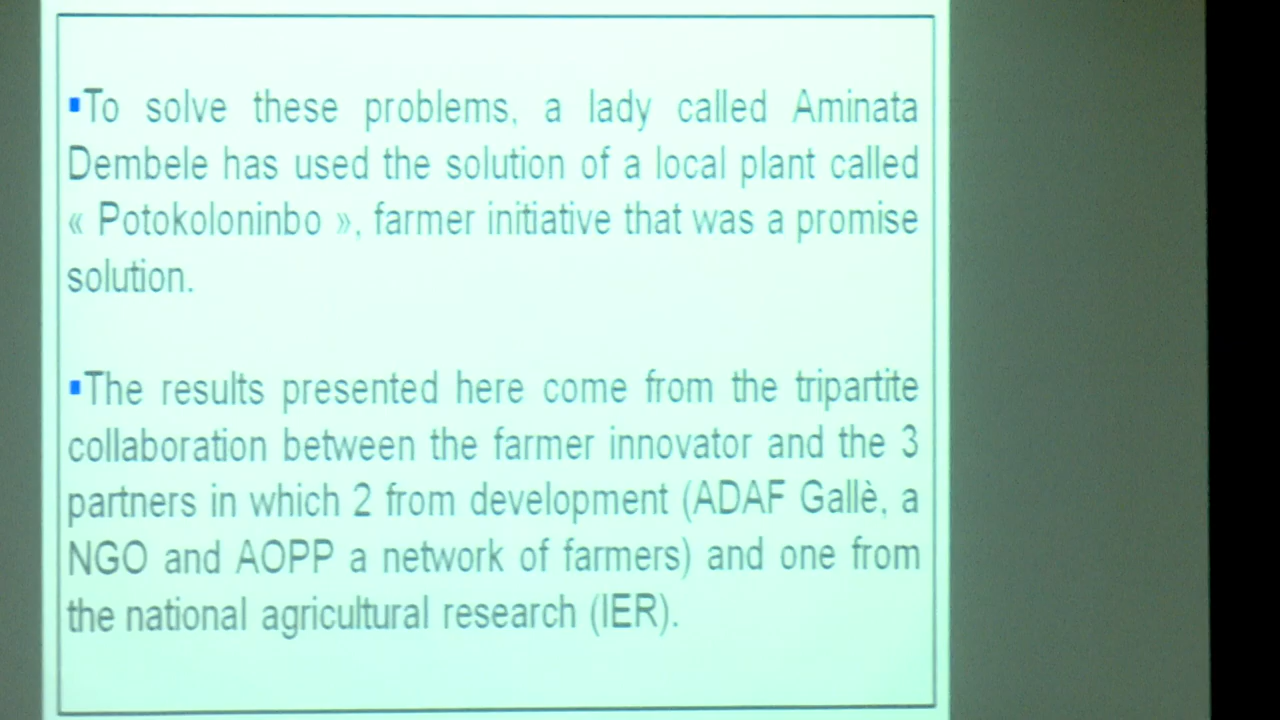 ▪To solve these problems, a lady called Aminata
Dembele has used the solution of a local plant called
« Potokoloninbo », farmer initiative that was a promise
solution.
▪The results presented here come from the tripartite
collaboration between the farmer innovator and the 3
partners in which 2 from development (ADAF Gallè, a
NGO and AOPP a network of farmers) and one from
the national agricultural research (IER).